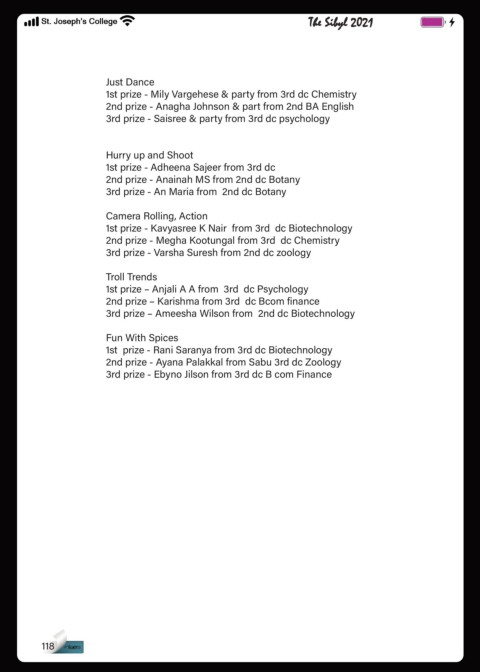 St. Joseph's College
The Sibyl 2021
Just Dance
1st prize - Mily Vargehese & party from 3rd dc Chemistry
2nd prize - Anagha Johnson & part from 2nd BA English
3rd prize - Saisree & party from 3rd dc psychology
Hurry up and Shoot
1st prize - Adheena Sajeer from 3rd dc
2nd prize - Anainah MS from 2nd dc Botany
3rd prize - An Maria from 2nd dc Botany
Camera Rolling, Action
1st prize - Kavyasree K Nair from 3rd dc Biotechnology
2nd prize - Megha Kootungal from 3rd dc Chemistry
3rd prize - Varsha Suresh from 2nd dc zoology
Troll Trends
1st prize – Anjali A A from 3rd dc Psychology
2nd prize – Karishma from 3rd dc Bcom finance
3rd prize – Ameesha Wilson from 2nd dc Biotechnology
Fun With Spices
1st prize - Rani Saranya from 3rd dc Biotechnology
2nd prize - Ayana Palakkal from Sabu 3rd dc Zoology
3rd prize - Ebyno Jilson from 3rd dc B com Finance
118